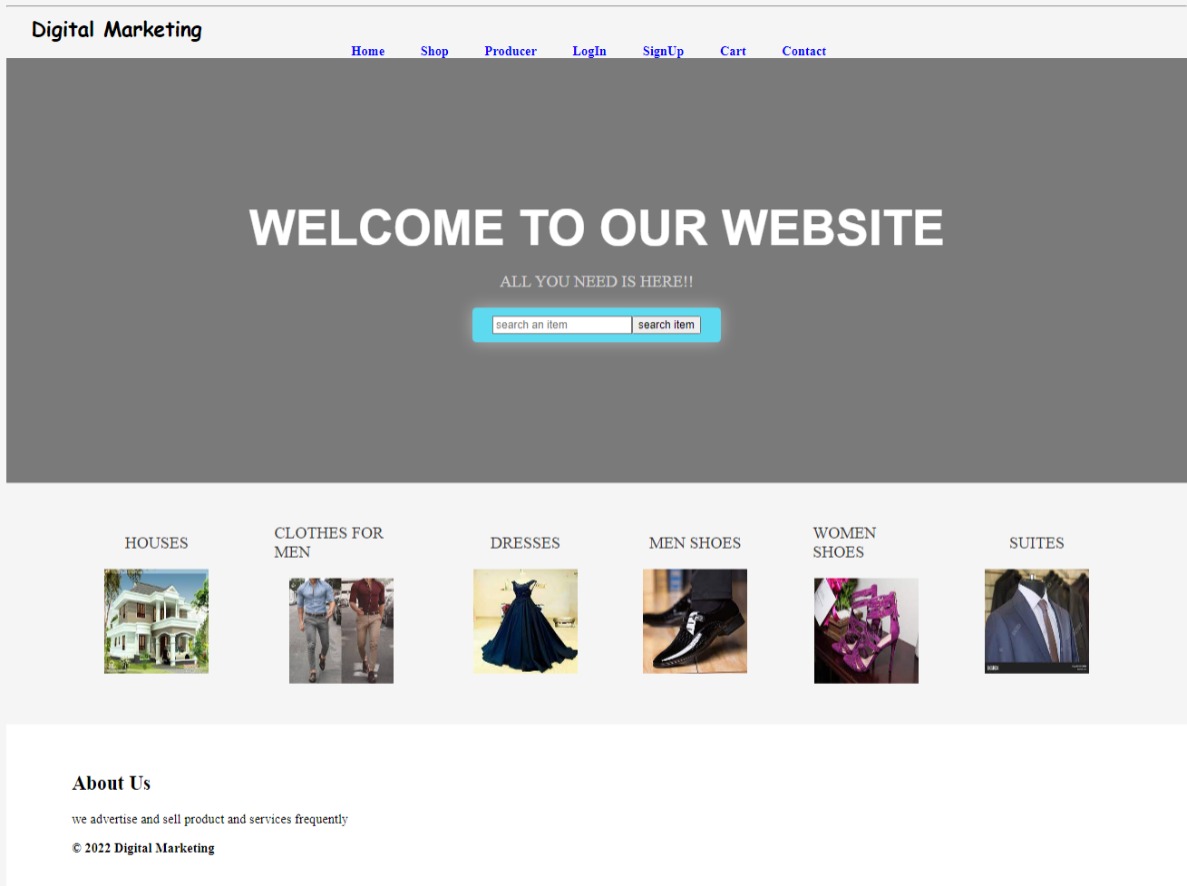 Digital Marketing
Home Shop Producer LogIn SignUp Cart Contact
WELCOME TO OUR WEBSITE
ALL YOU NEED IS HERE!!
search an item search item
HOUSES
CLOTHES FOR
MEN
DRESSES
MEN SHOES
WOMEN
SHOES
SUITES
About Us
we advertise and sell product and services frequently
© 2022 Digital Marketing